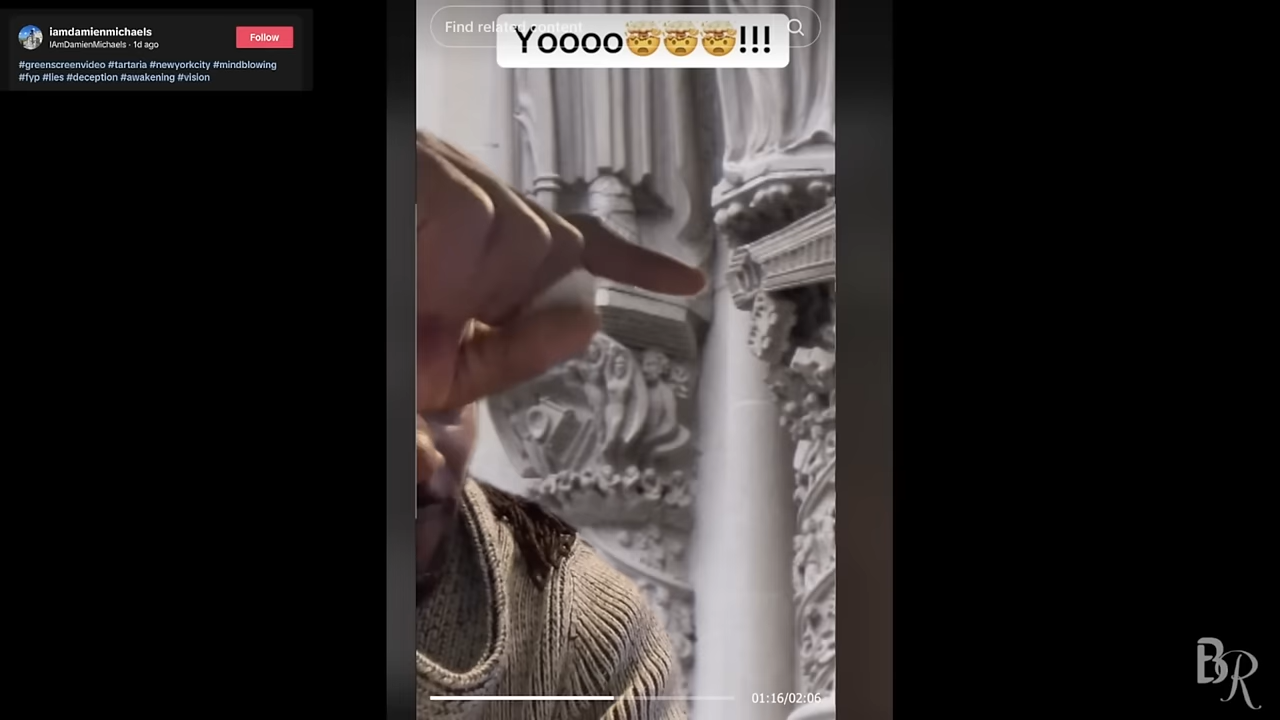 iamdamienmichaels
IAmDamienMichaels · 1d ago
Follow
#greenscreenvideo #tartaria #newyorkcity #mindblowing
#fyp #lies #deception #awakening #vision
Find related content
Yoooo🤯🤯🤯!!!
01:16/02:06
BR